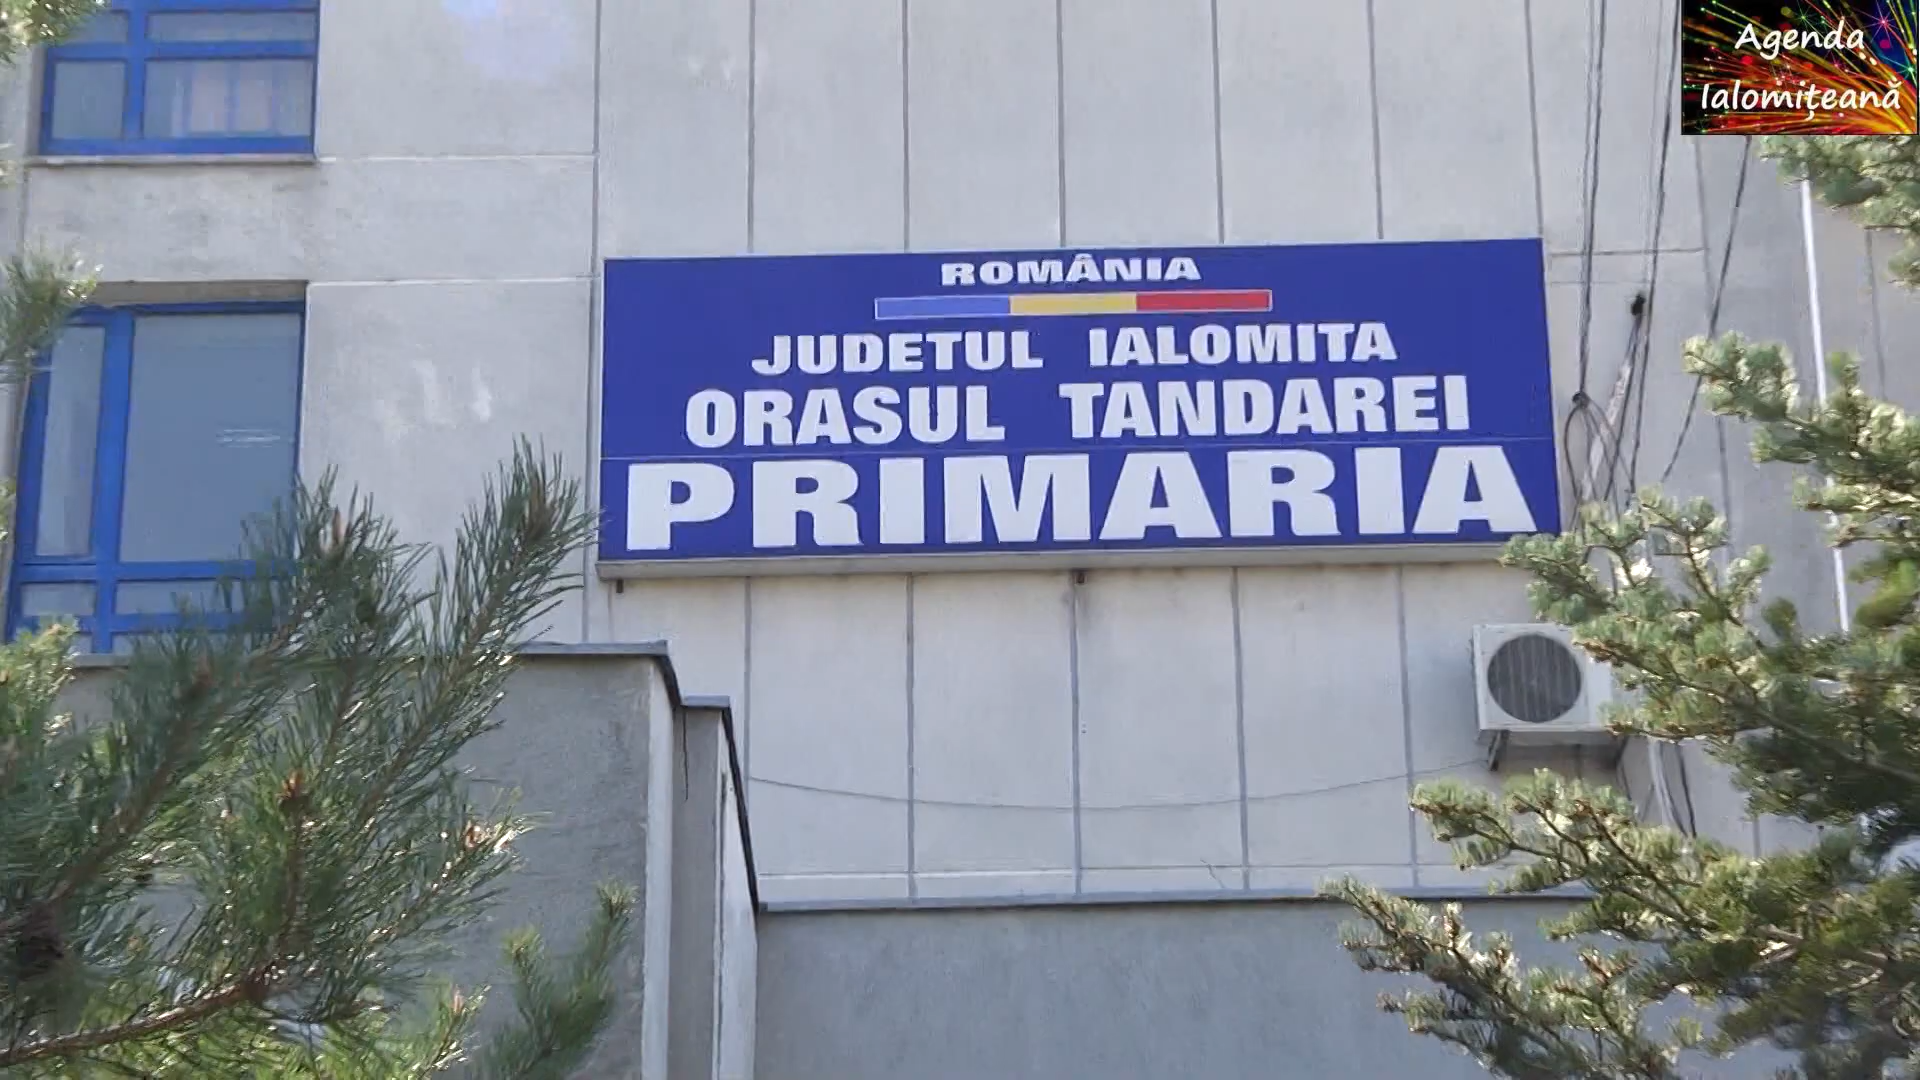 Agenda
Ialomițeană
ROMÂNIA
JUDETUL IALOMITA
ORASUL TANDAREI
PRIMARIA